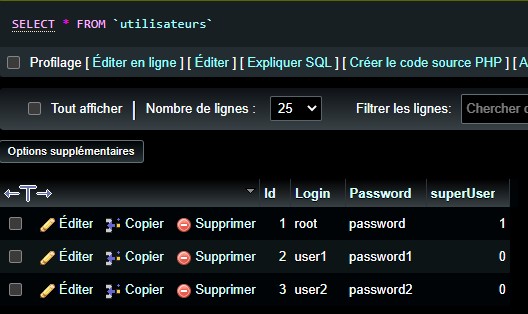 SELECT * FROM `utilisateurs`
Profilage [ Éditer en ligne ] [ Éditer ] [ Expliquer SQL ] [ Créer le code source PHP ] [ A
Tout afficher Nombre de lignes : 25 Filtrer les lignes: Chercher
Options supplémentaires
Id Login Password superUser
Éditer Copier Supprimer 1 root password 1
Éditer Copier Supprimer 2 user1 password1 0
Éditer Copier Supprimer 3 user2 password2 0